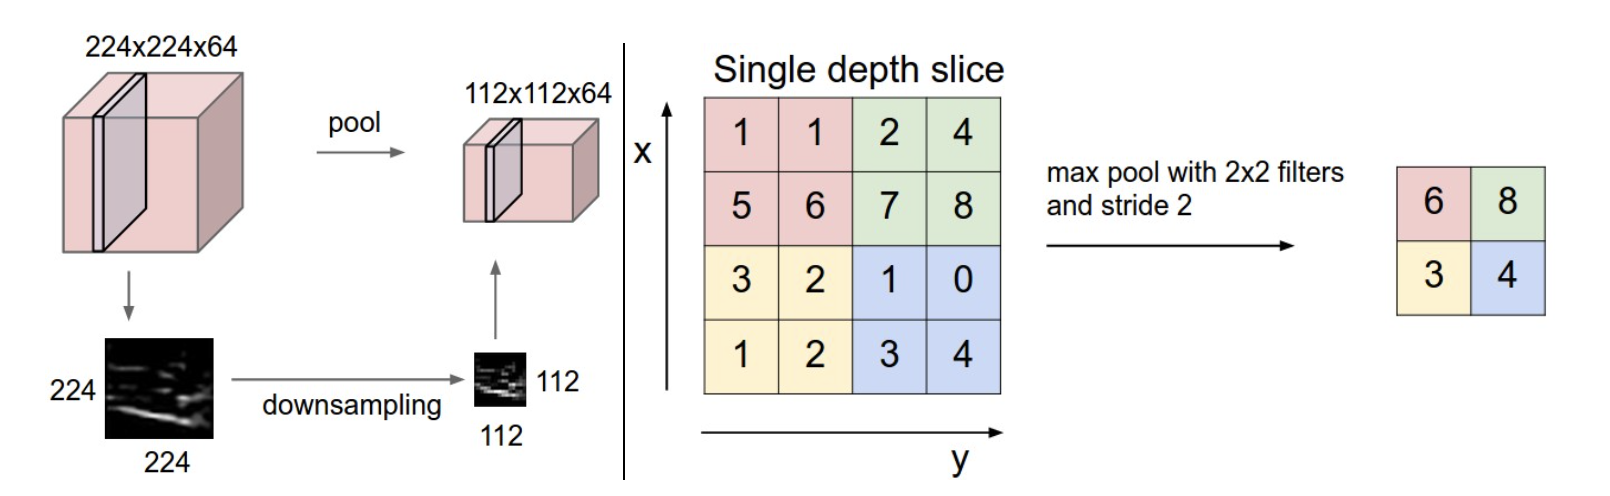 224x224x64
pool
112x112x64
224
downsampling
112
224
112
Single depth slice
x
1 1 2 4
5 6 7 8
3 2 1 0
1 2 3 4
y
max pool with 2x2 filters
and stride 2
6 8
3 4